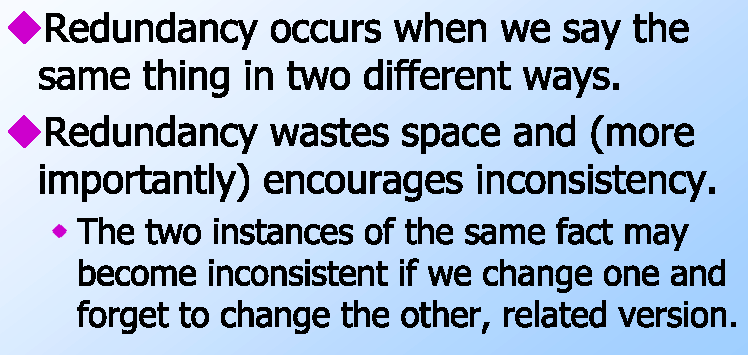 ◆Redundancy occurs when we say the
same thing in two different ways.
◆Redundancy wastes space and (more
importantly) encourages inconsistency.
◆ The two instances of the same fact may
become inconsistent if we change one and
forget to change the other, related version.